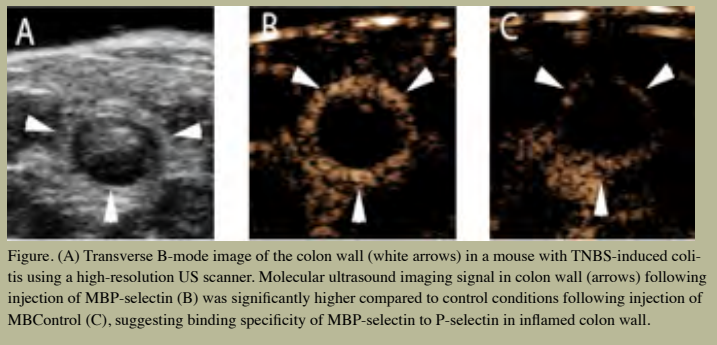 A B C
Figure. (A) Transverse B-mode image of the colon wall (white arrows) in a mouse with TNBS-induced coli-
tis using a high-resolution US scanner. Molecular ultrasound imaging signal in colon wall (arrows) following
injection of MBP-selectin (B) was significantly higher compared to control conditions following injection of
MBControl (C), suggesting binding specificity of MBP-selectin to P-selectin in inflamed colon wall.